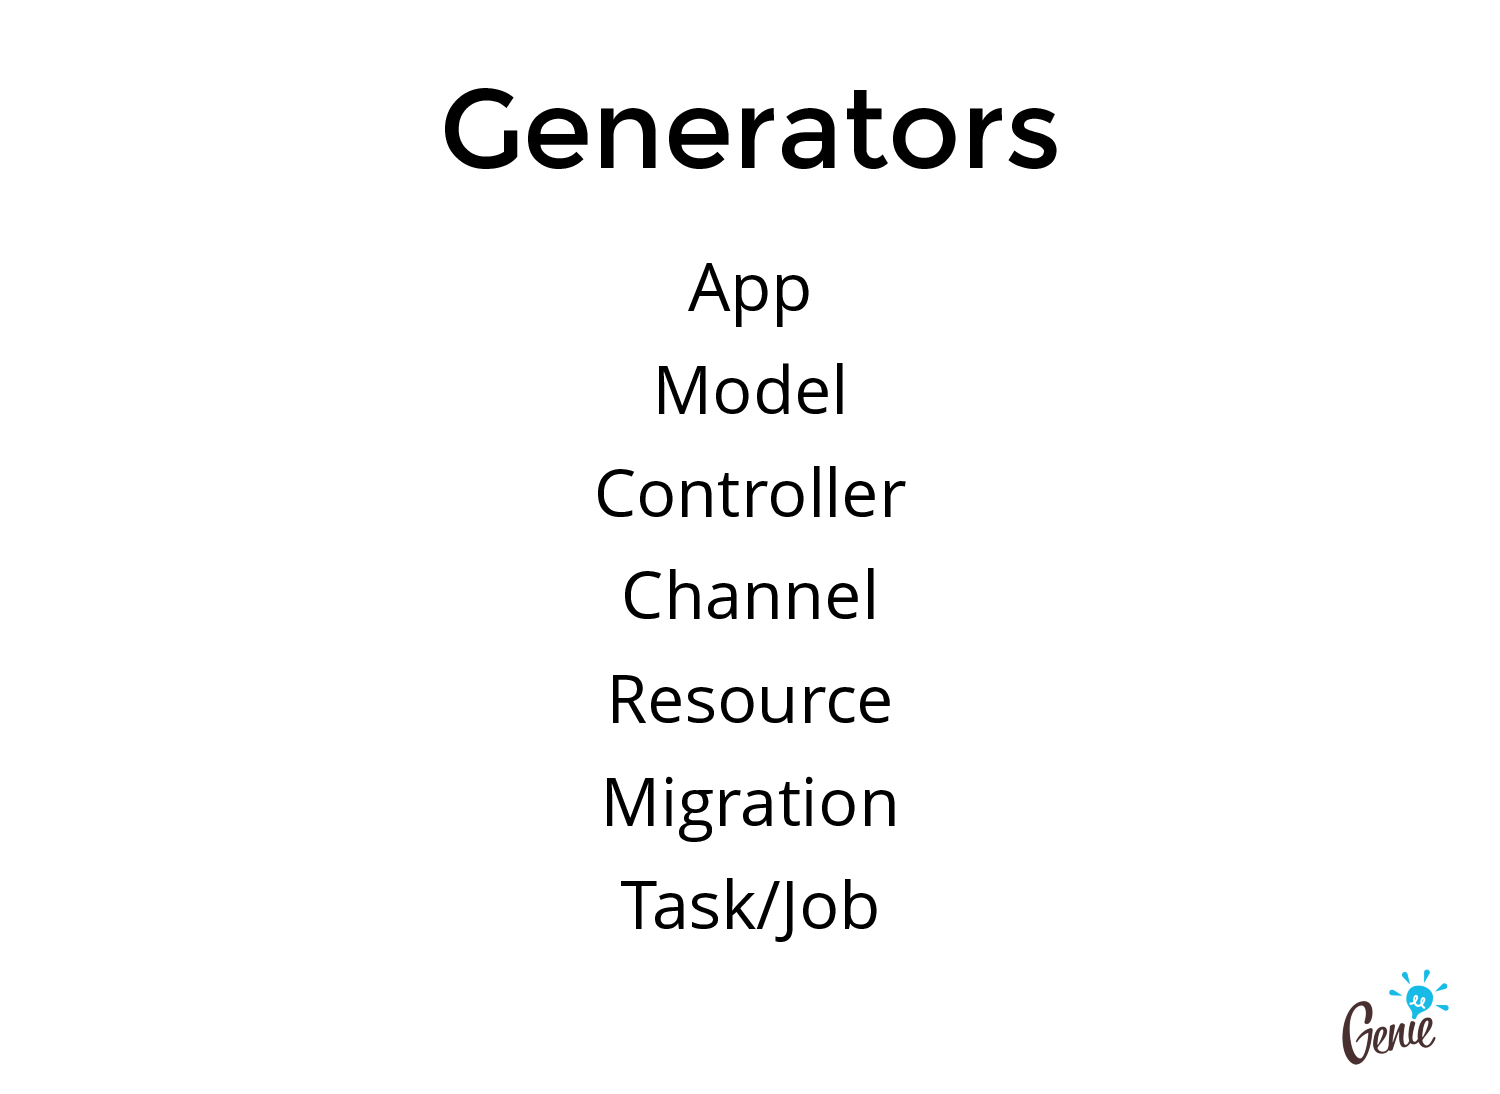 Generators
App
Model
Controller
Channel
Resource
Migration
Task/Job
Genie